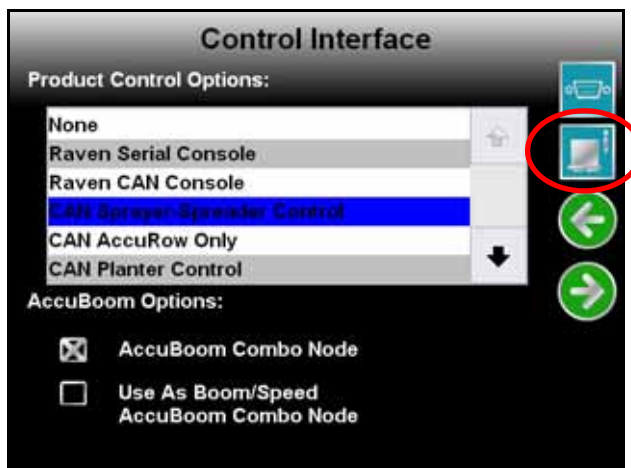 Control Interface
Product Control Options:
None
Raven Serial Console
Raven CAN Console
CAN Sprayer-Spreader Control
CAN AccuRow Only
CAN Planter Control
AccuBoom Options:
AccuBoom Combo Node
Use As Boom/Speed
AccuBoom Combo Node